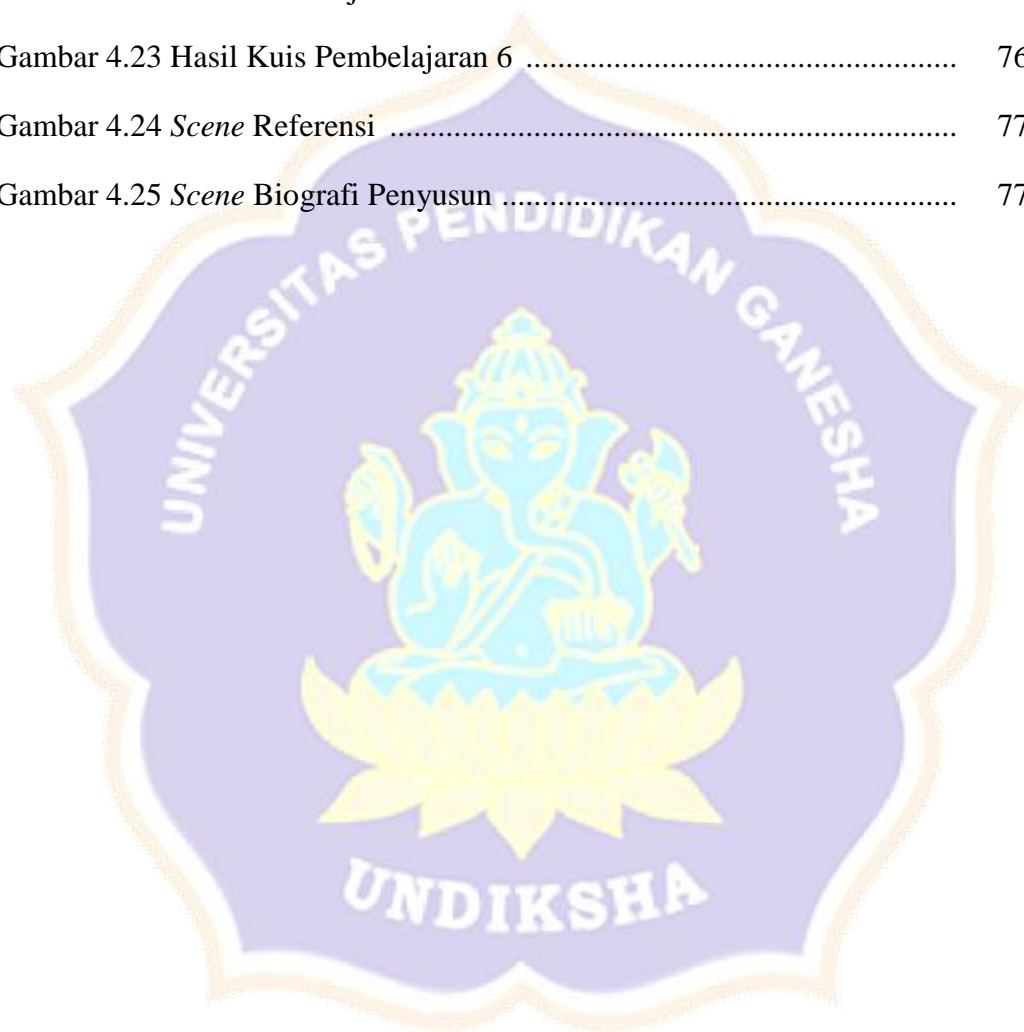 Gambar 4.23 Hasil Kuis Pembelajaran 6 ........................................................ 76
Gambar 4.24 Scene Referensi .......................................................................... 77
Gambar 4.25 Scene Biografi Penyusun ........................................................... 77
UNIVERSITAS PENDIDIKAN GANESHA
UNDIKSHA